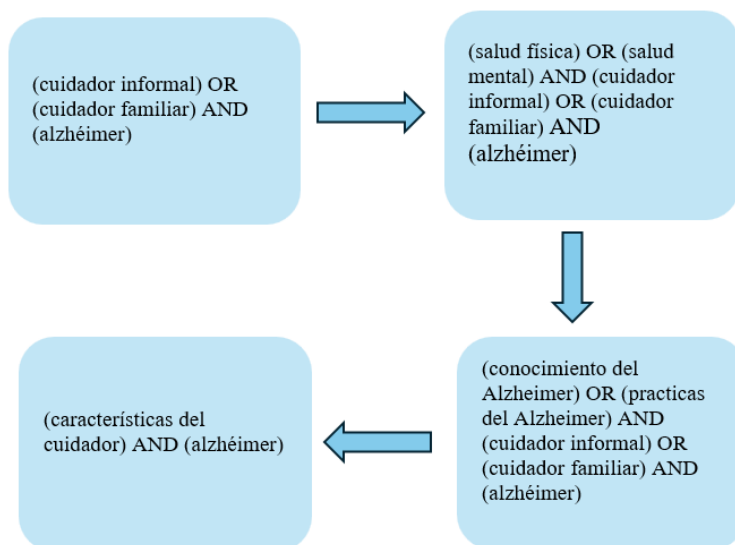 (cuidador informal) OR
(cuidador familiar) AND
(alzhéimer)
(salud física) OR (salud
mental) AND (cuidador
informal) OR (cuidador
familiar) AND
(alzhéimer)
(conocimiento del
Alzheimer) OR (practicas
del Alzheimer) AND
(cuidador informal) OR
(cuidador familiar) AND
(alzhéimer)
(características del
cuidador) AND (alzhéimer)